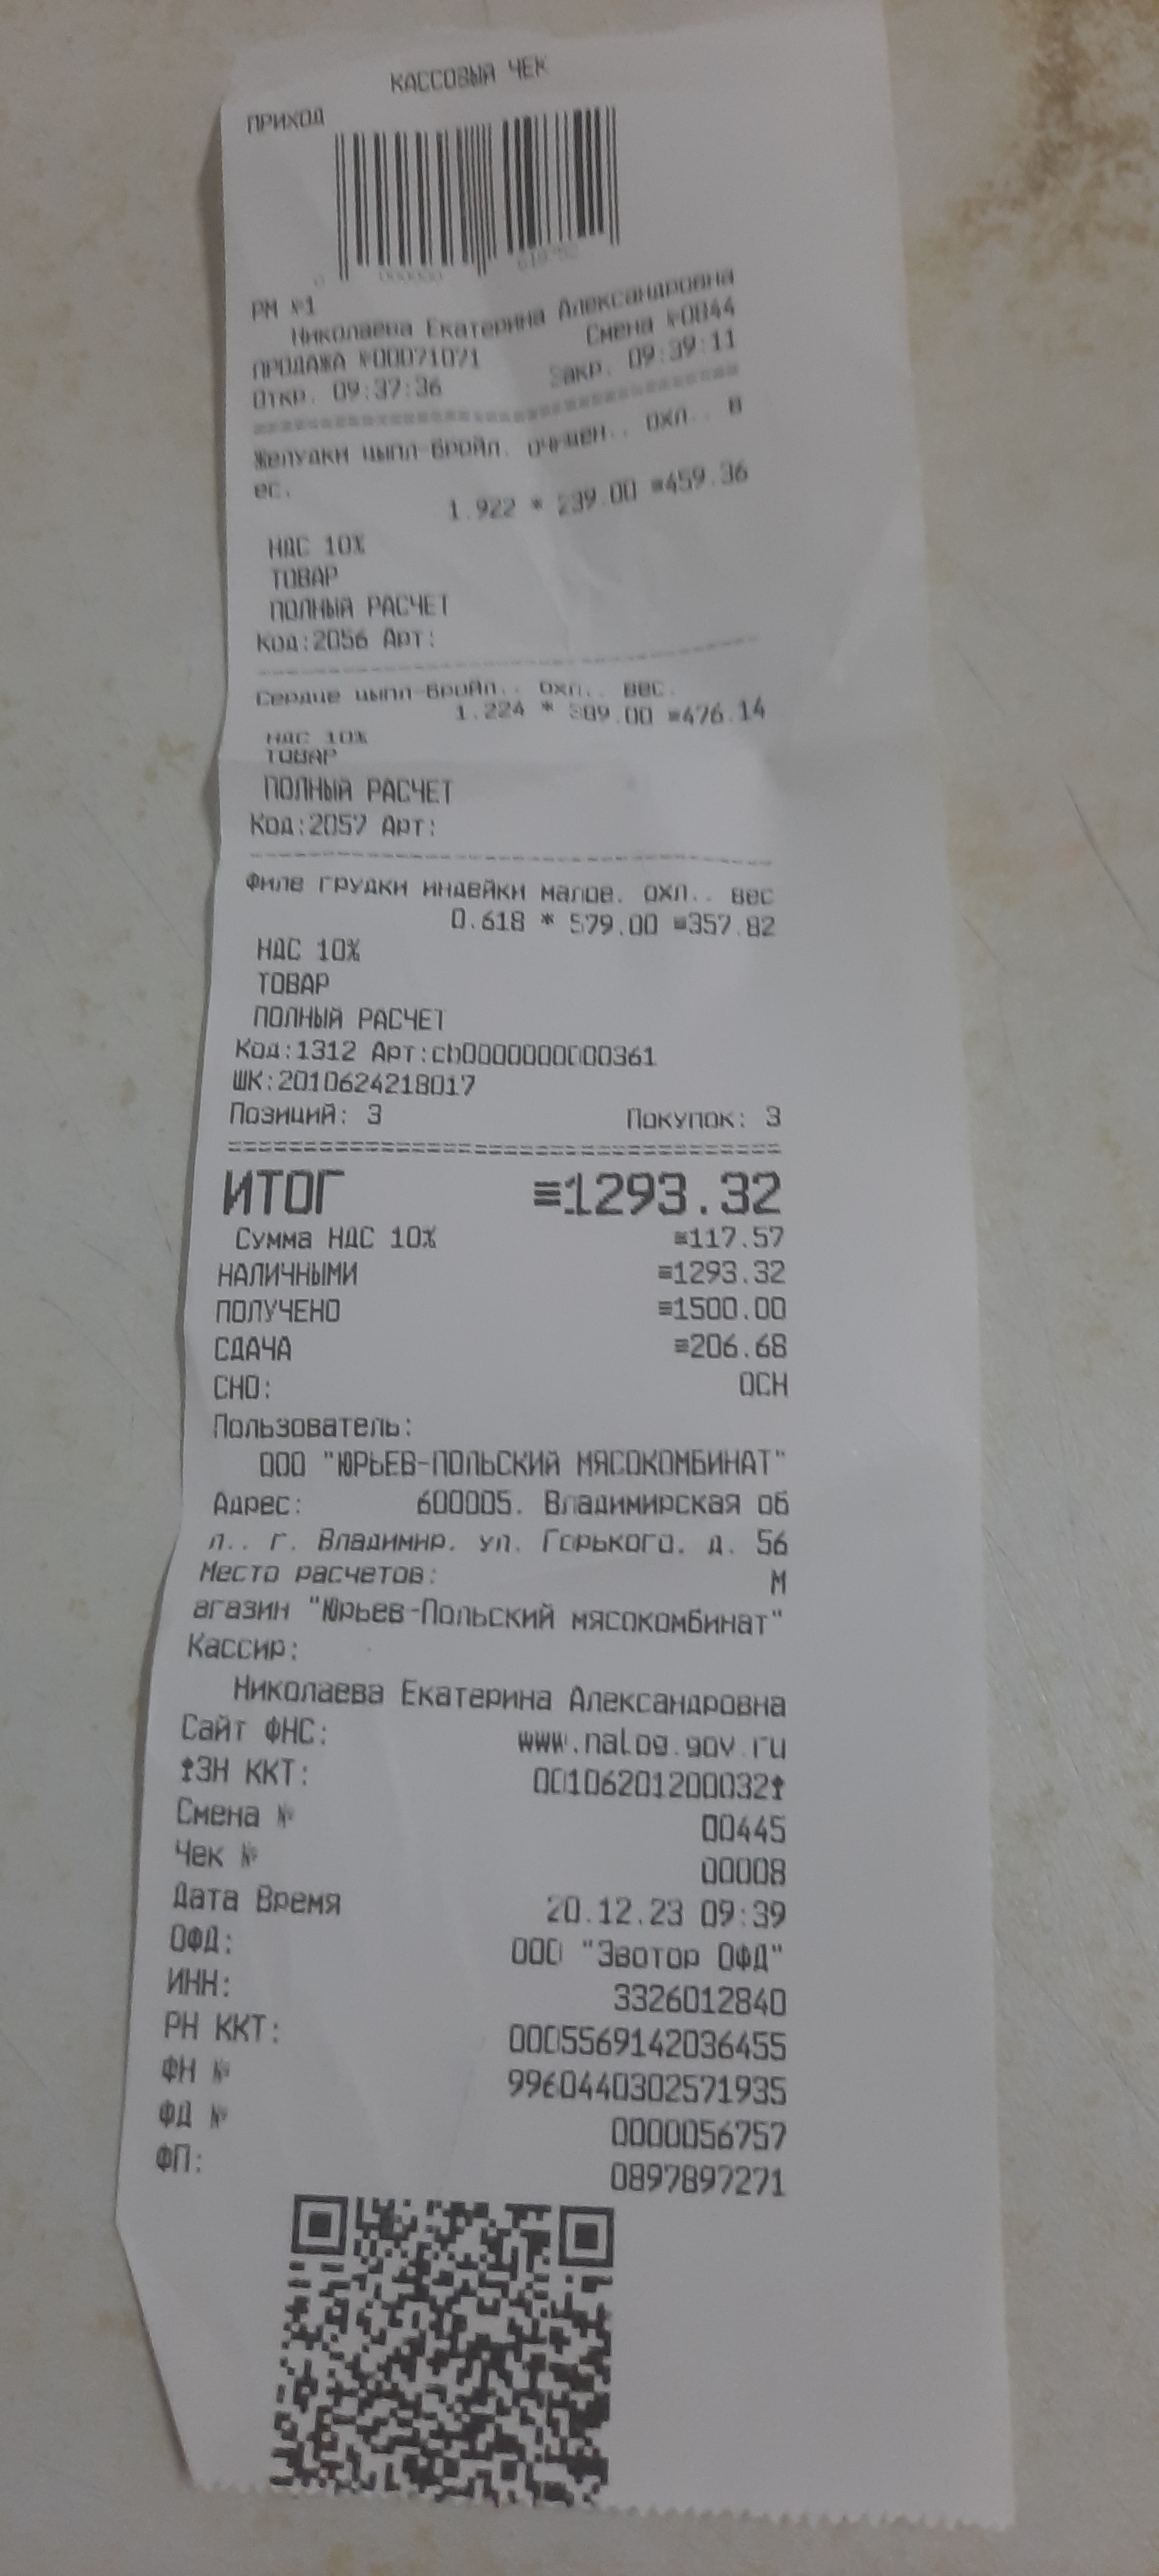 КАССОВЫЙ ЧЕК
ПРИХОД
РМ №1
Николаева Екатерина Александровна
ПРОДАЖА №00071071 Смена №0844
Откр. 09:37:36 Закр. 09:39:11
Желудки цыпл-бройл. очищен.. охл.. в
ес.
1.922 * 239.00 ≡459.36
НДС 10%
ТОВАР
ПОЛНЫЙ РАСЧЕТ
Код:2056 Арт:
Сердце цыпл-бройл.. охл.. вес.
1.224 * 389.00 ≡476.14
НДС 10%
ТОВАР
ПОЛНЫЙ РАСЧЕТ
Код:2057 Арт:
Филе грудки индейки малое. охл.. вес
0.618 * 579.00 ≡357.82
НДС 10%
ТОВАР
ПОЛНЫЙ РАСЧЕТ
Код:1312 Арт:cb0000000000361
ШК:2010624218017
Позиций: 3 Покупок: 3
ИТОГ ≡1293.32
Сумма НДС 10% ≡117.57
НАЛИЧНЫМИ ≡1293.32
ПОЛУЧЕНО ≡1500.00
СДАЧА ≡206.68
СНО: ОСН
Пользователь:
ООО "ЮРЬЕВ-ПОЛЬСКИЙ МЯСОКОМБИНАТ"
Адрес: 600005. Владимирская об
л.. г. Владимир. ул. Горького. д. 56
Место расчетов: М
агазин "Юрьев-Польский мясокомбинат"
Кассир:
Николаева Екатерина Александровна
Сайт ФНС: www.nalog.gov.ru
ЗН ККТ: 00106201200032
Смена № 00445
Чек № 00008
Дата Время 20.12.23 09:39
ОФД: ООО "Эвотор ОФД"
ИНН: 3326012840
РН ККТ: 0005569142036455
ФН № 9960440302571935
ФД № 0000056757
ФП: 0897897271